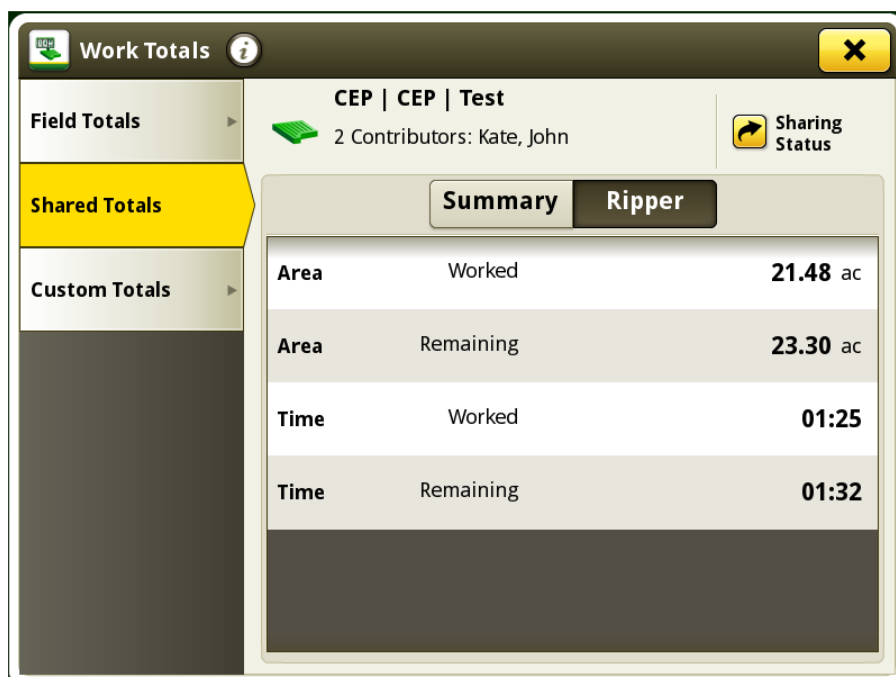 Work Totals
Field Totals
Shared Totals
Custom Totals
CEP | CEP | Test
2 Contributors: Kate, John
Sharing
Status
Summary Ripper
Area Worked 21.48 ac
Area Remaining 23.30 ac
Time Worked 01:25
Time Remaining 01:32